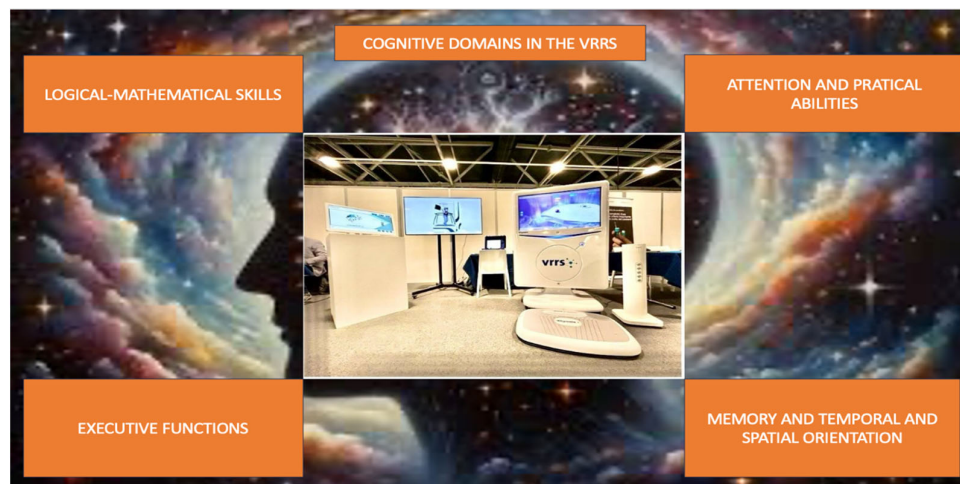 COGNITIVE DOMAINS IN THE VRRS
LOGICAL-MATHEMATICAL SKILLS
ATTENTION AND PRATICAL
ABILITIES
vrrs
EXECUTIVE FUNCTIONS
MEMORY AND TEMPORAL AND
SPATIAL ORIENTATION